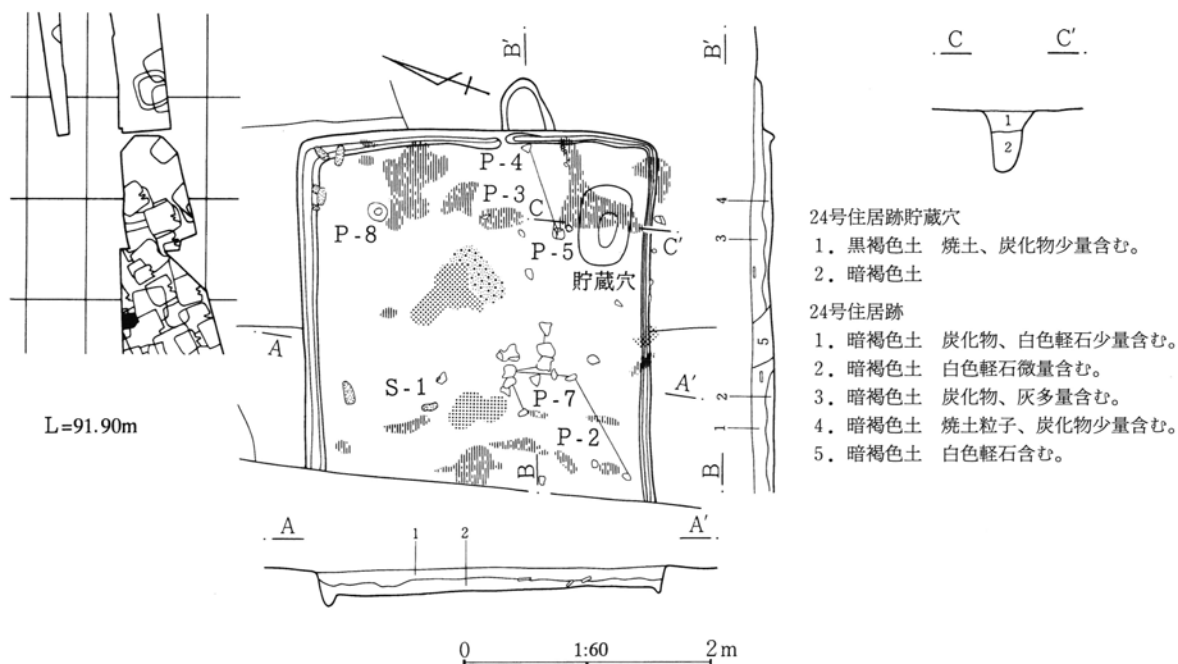 B'
B'
C C'
P-4
P-3
C
P-8
P-5
C'
貯蔵穴
4
3
5
A
S-1
P-7
A'
P-2
2
1
B
B
L=91.90m
A
1
2
A'
0 1:60 2m
24号住居跡貯蔵穴
1．黒褐色土 焼土、炭化物少量含む。
2．暗褐色土
24号住居跡
1．暗褐色土 炭化物、白色軽石少量含む。
2．暗褐色土 白色軽石微量含む。
3．暗褐色土 炭化物、灰多量含む。
4．暗褐色土 焼土粒子、炭化物少量含む。
5．暗褐色土 白色軽石含む。
1
2